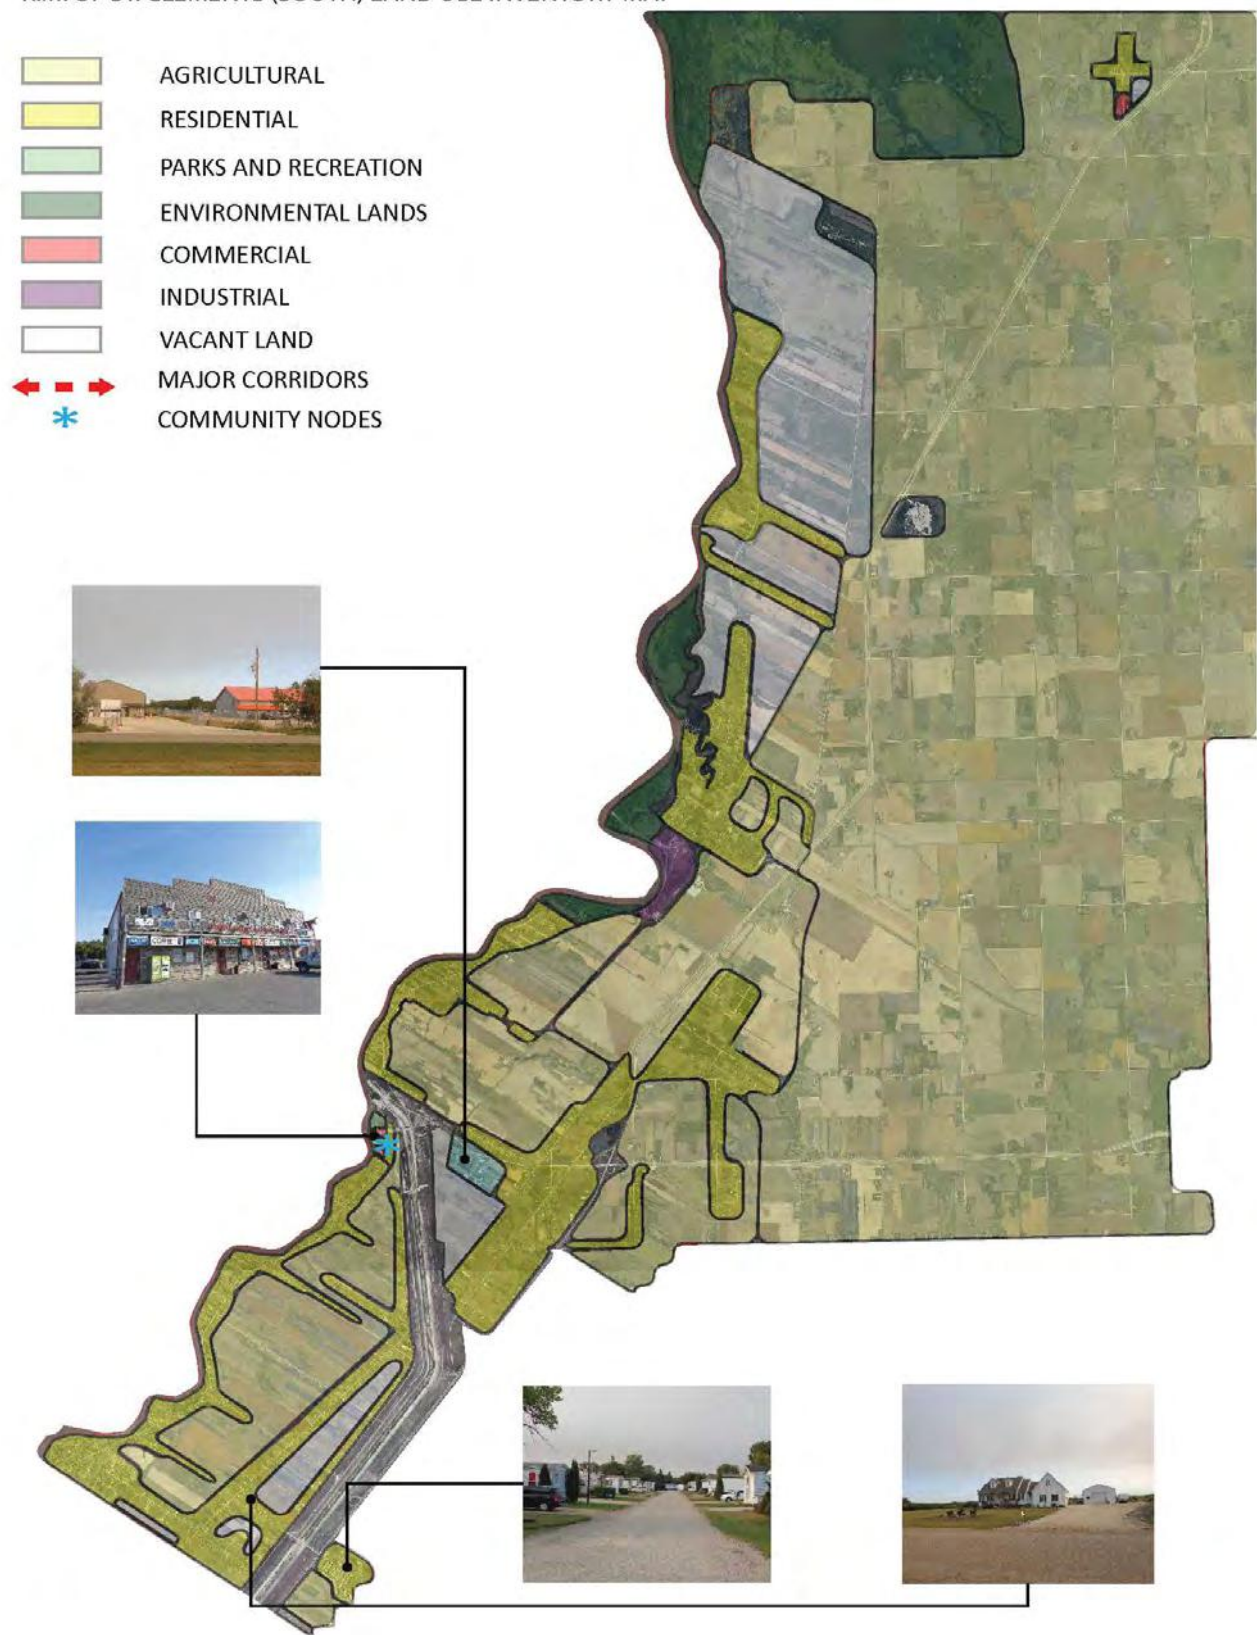 AGRICULTURAL
RESIDENTIAL
PARKS AND RECREATION
ENVIRONMENTAL LANDS
COMMERCIAL
INDUSTRIAL
VACANT LAND
MAJOR CORRIDORS
COMMUNITY NODES